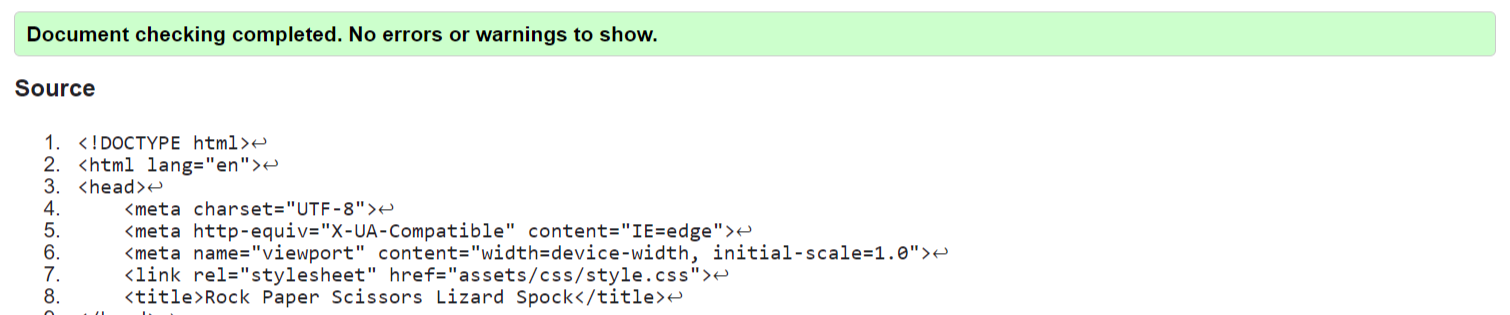 Document checking completed. No errors or warnings to show.
Source
1. <!DOCTYPE html>↩
2. <html lang="en">↩
3. <head>↩
4. <meta charset="UTF-8">↩
5. <meta http-equiv="X-UA-Compatible" content="IE=edge">↩
6. <meta name="viewport" content="width=device-width, initial-scale=1.0">↩
7. <link rel="stylesheet" href="assets/css/style.css">↩
8. <title>Rock Paper Scissors Lizard Spock</title>↩